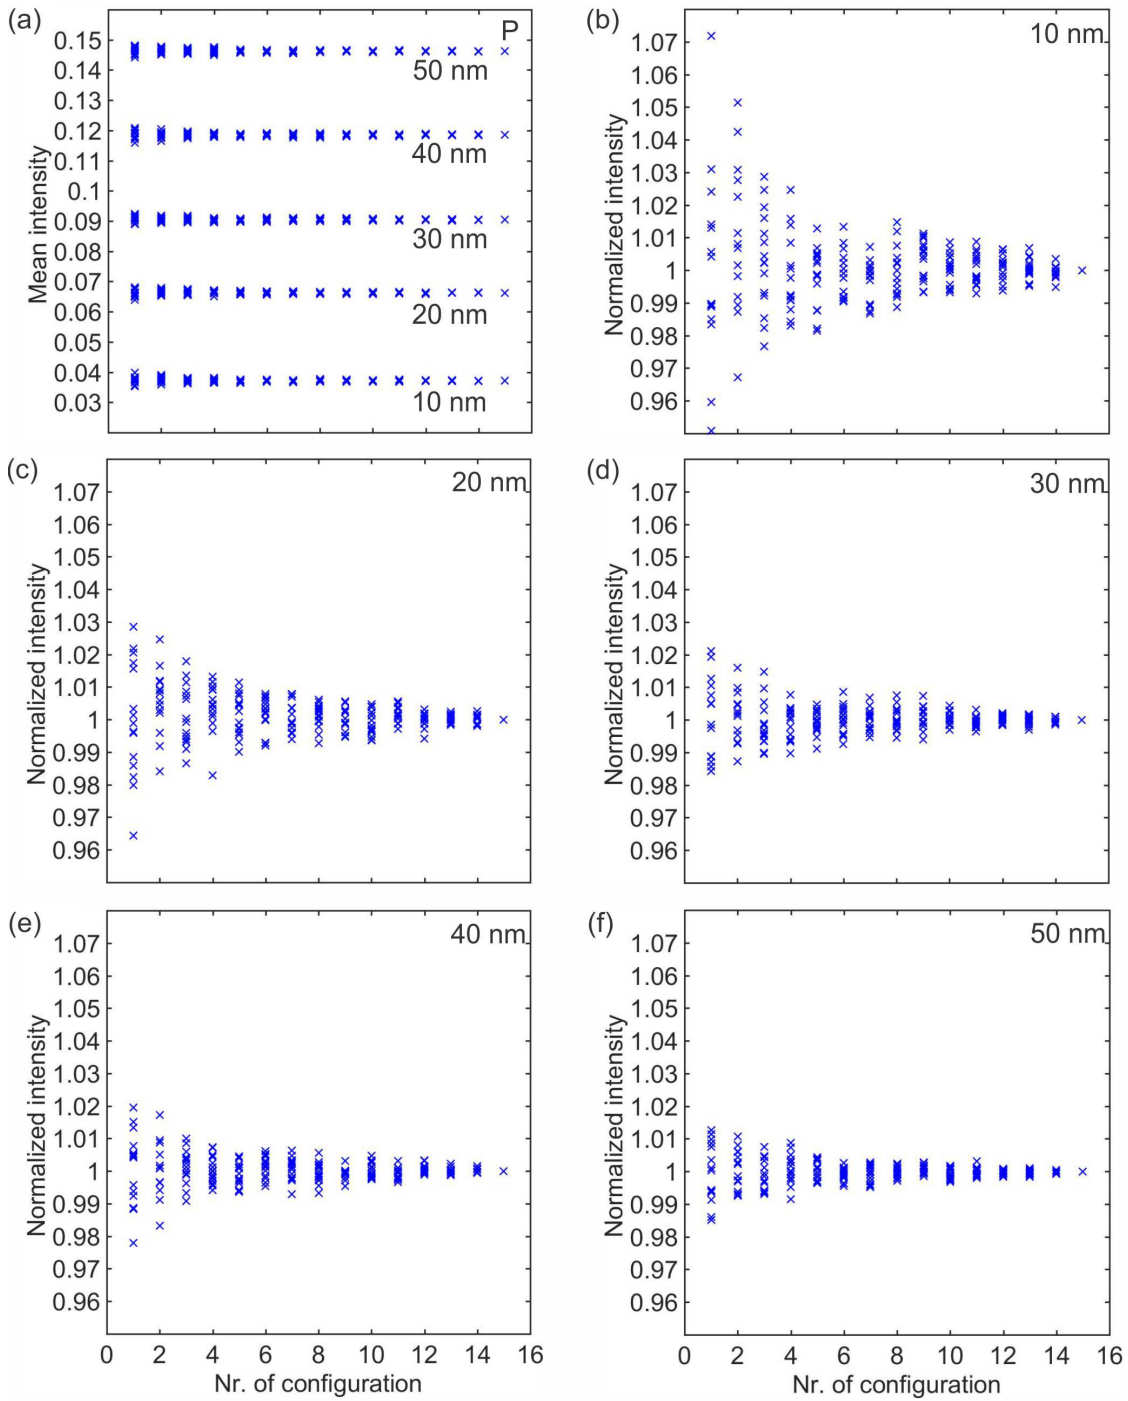 (a)
P
0.15
0.14
0.13
0.12
0.11
0.1
0.09
0.08
0.07
0.06
0.05
0.04
0.03
Mean intensity
50 nm
40 nm
30 nm
20 nm
10 nm
(b)
10 nm
1.07
1.06
1.05
1.04
1.03
1.02
1.01
1
0.99
0.98
0.97
0.96
Normalized intensity
(c)
20 nm
1.07
1.06
1.05
1.04
1.03
1.02
1.01
1
0.99
0.98
0.97
0.96
Normalized intensity
(d)
30 nm
1.07
1.06
1.05
1.04
1.03
1.02
1.01
1
0.99
0.98
0.97
0.96
Normalized intensity
(e)
40 nm
1.07
1.06
1.05
1.04
1.03
1.02
1.01
1
0.99
0.98
0.97
0.96
Normalized intensity
0 2 4 6 8 10 12 14 16
Nr. of configuration
(f)
50 nm
1.07
1.06
1.05
1.04
1.03
1.02
1.01
1
0.99
0.98
0.97
0.96
Normalized intensity
0 2 4 6 8 10 12 14 16
Nr. of configuration